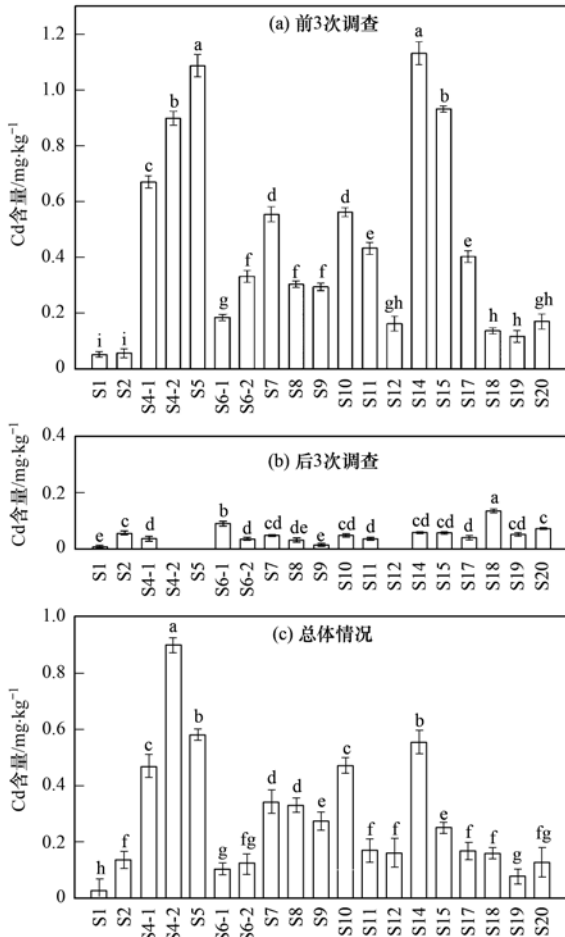 (a) 前3次调查
Cd含量/mg·kg⁻¹
1.2
1.0
0.8
0.6
0.4
0.2
0
i i c b a g f d f f d e gh a b e h h gh
S1 S2 S4-1 S4-2 S5 S6-1 S6-2 S7 S8 S9 S10 S11 S12 S14 S15 S17 S18 S19 S20
(b) 后3次调查
Cd含量/mg·kg⁻¹
0.4
0.2
0
e c d b d cd de e cd d cd cd d a cd c
S1 S2 S4-1 S4-2 S5 S6-1 S6-2 S7 S8 S9 S10 S11 S12 S14 S15 S17 S18 S19 S20
(c) 总体情况
Cd含量/mg·kg⁻¹
1.0
0.8
0.6
0.4
0.2
0
h f c a b g fg d d e c f f b e f f g fg
S1 S2 S4-1 S4-2 S5 S6-1 S6-2 S7 S8 S9 S10 S11 S12 S14 S15 S17 S18 S19 S20